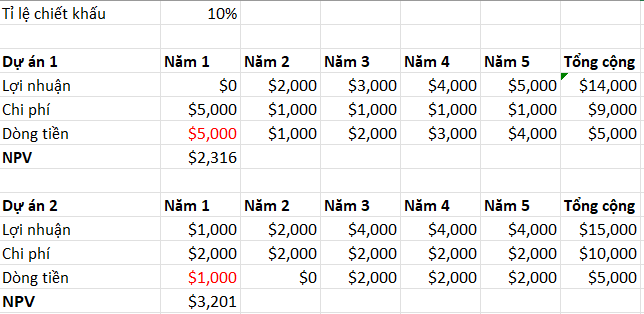 Tỉ lệ chiết khấu 10%
Dự án 1 Năm 1 Năm 2 Năm 3 Năm 4 Năm 5 Tổng cộng
Lợi nhuận $0 $2,000 $3,000 $4,000 $5,000 $14,000
Chi phí $5,000 $1,000 $1,000 $1,000 $1,000 $9,000
Dòng tiền $5,000 $1,000 $2,000 $3,000 $4,000 $5,000
NPV $2,316
Dự án 2 Năm 1 Năm 2 Năm 3 Năm 4 Năm 5 Tổng cộng
Lợi nhuận $1,000 $2,000 $4,000 $4,000 $4,000 $15,000
Chi phí $2,000 $2,000 $2,000 $2,000 $2,000 $10,000
Dòng tiền $1,000 $0 $2,000 $2,000 $2,000 $5,000
NPV $3,201